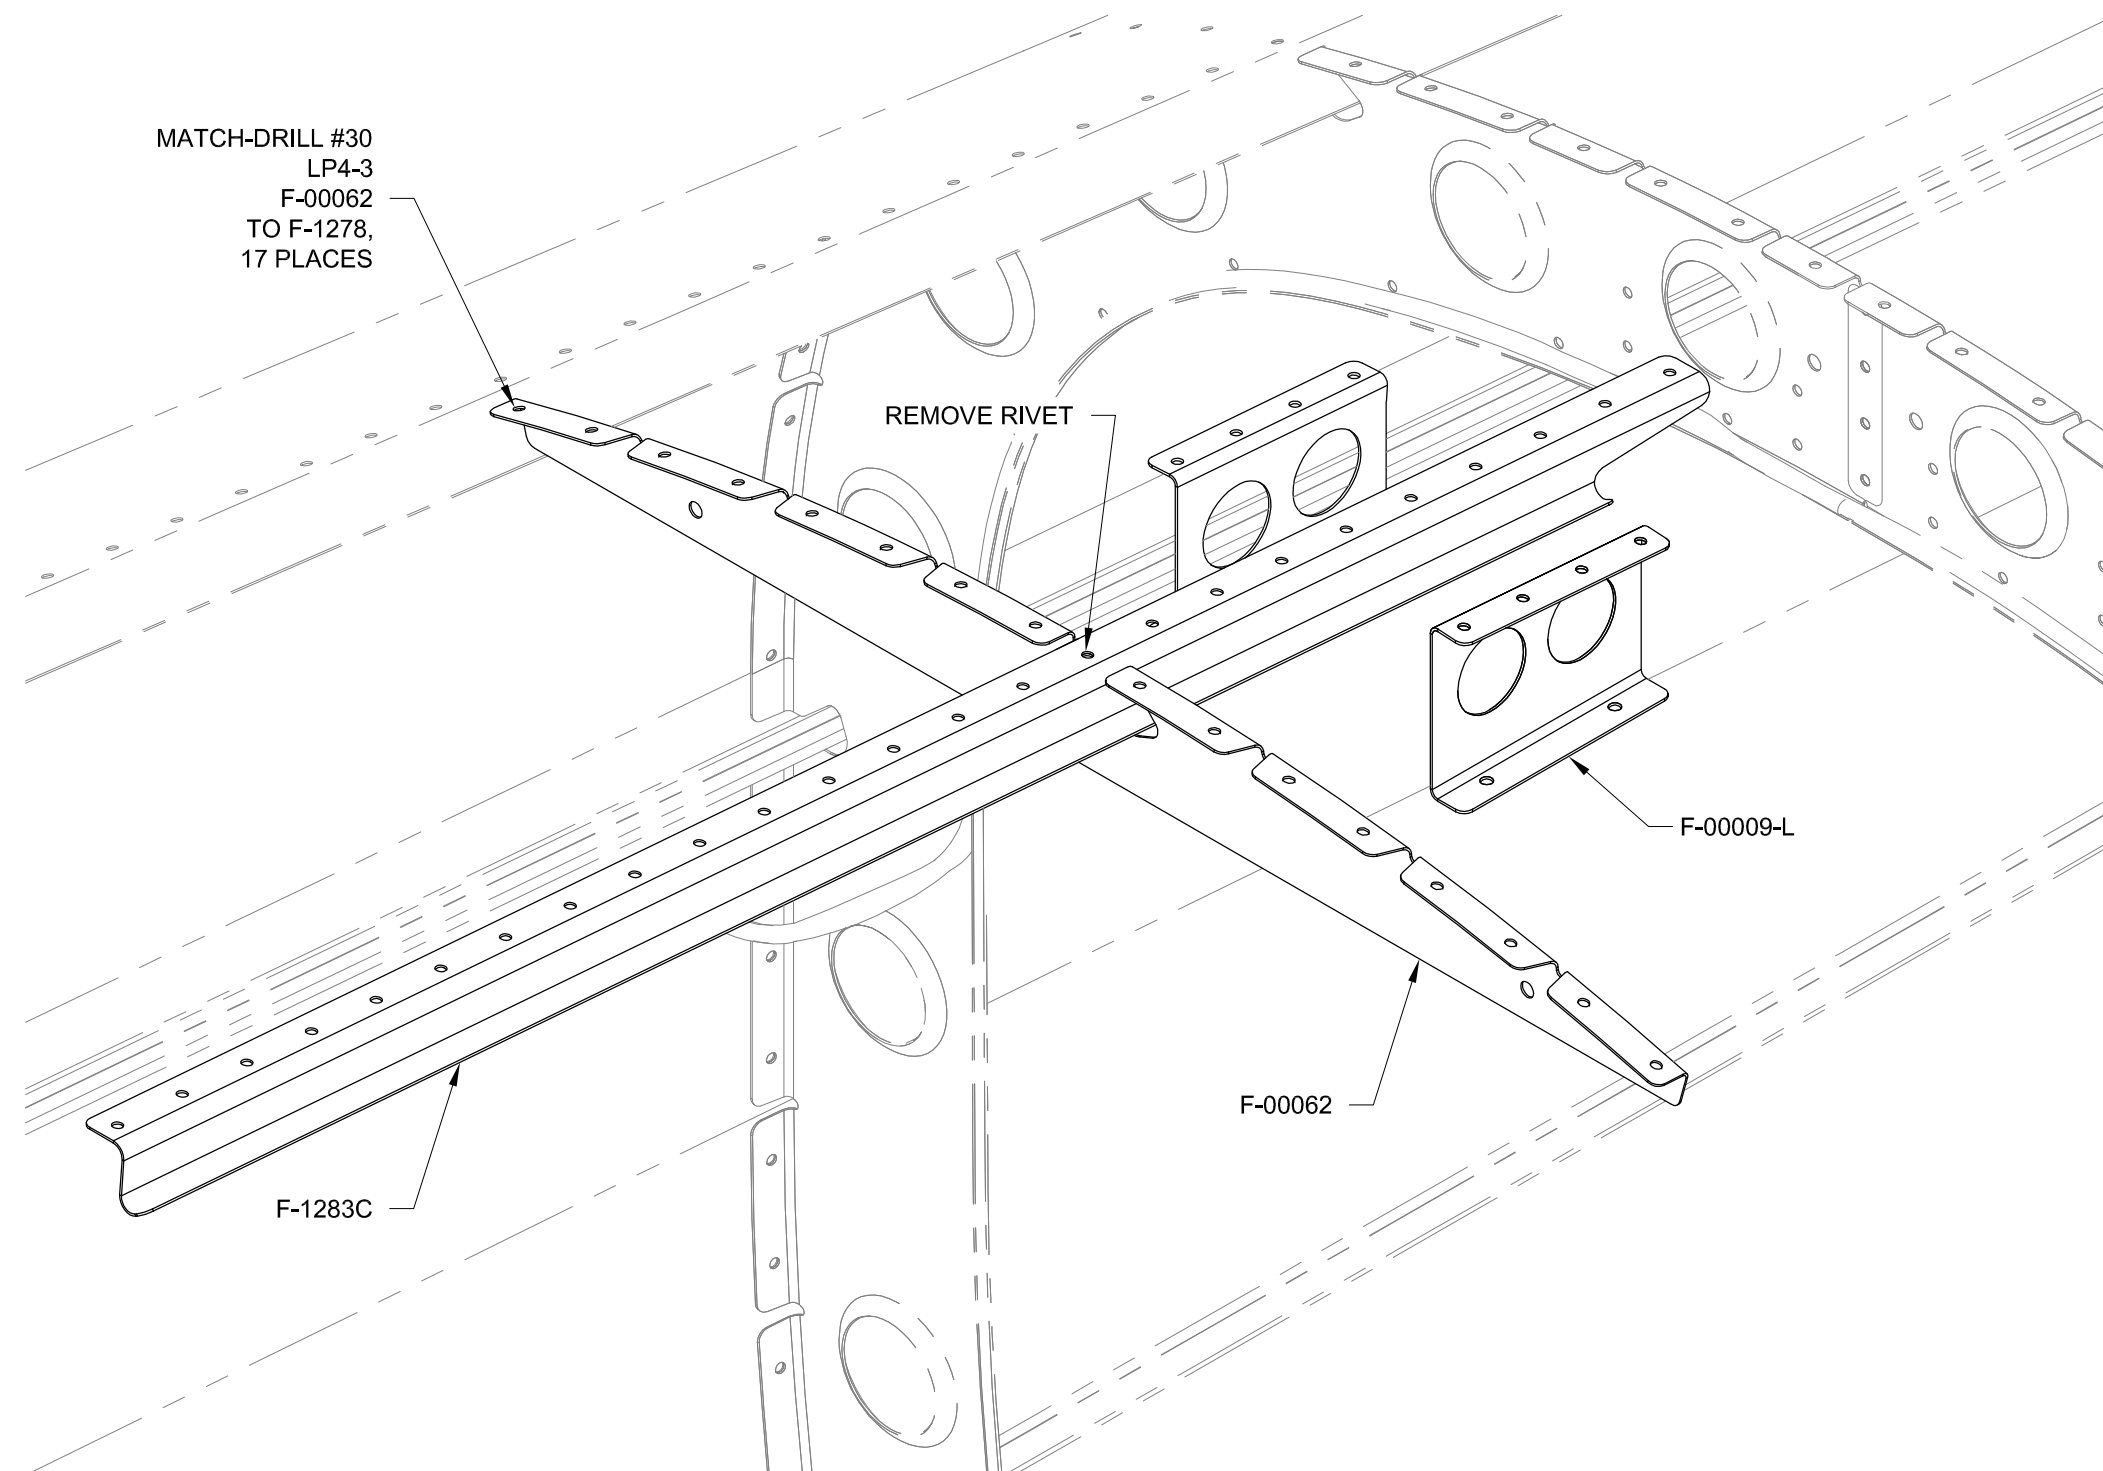 MATCH-DRILL #30
LP4-3
F-00062
TO F-1278,
17 PLACES
REMOVE RIVET
F-00009-L
F-00062
F-1283C